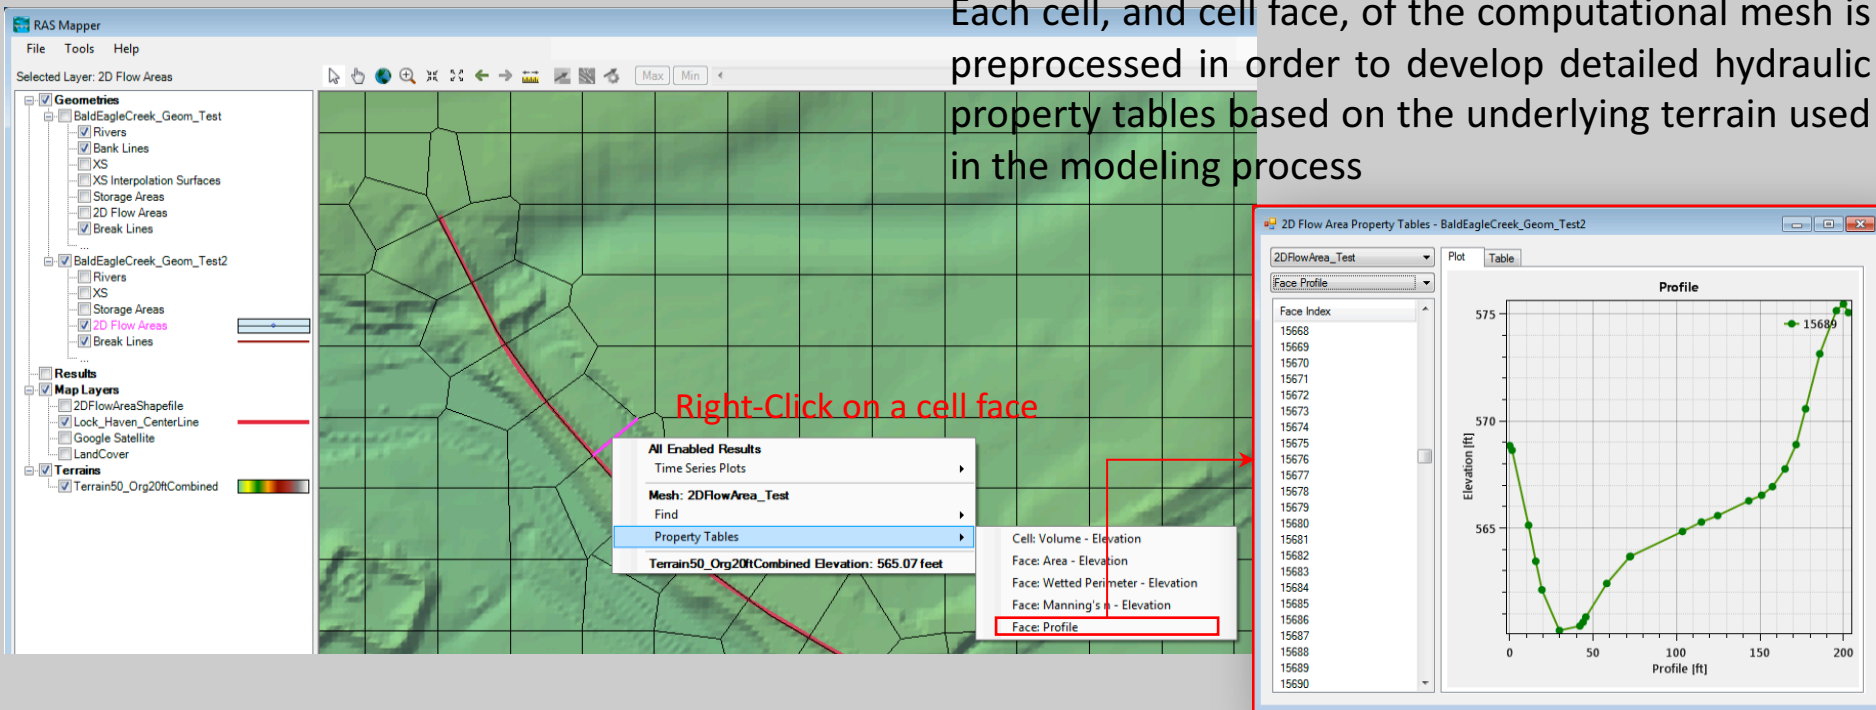 Each cell, and cell face, of the computational mesh is
preprocessed in order to develop detailed hydraulic
property tables based on the underlying terrain used
in the modeling process
RAS Mapper
File Tools Help
Selected Layer: 2D Flow Areas
Max Min
Geometries
BaldEagleCreek_Geom_Test
Rivers
Bank Lines
XS
XS Interpolation Surfaces
Storage Areas
2D Flow Areas
Break Lines
...
BaldEagleCreek_Geom_Test2
Rivers
XS
Storage Areas
2D Flow Areas
Break Lines
...
Results
Map Layers
2DFlowAreaShapefile
Lock_Haven_CenterLine
Google Satellite
LandCover
Terrains
Terrain50_Org20ftCombined
Right-Click on a cell face
All Enabled Results
Time Series Plots
Mesh: 2DFlowArea_Test
Find
Property Tables
Terrain50_Org20ftCombined Elevation: 565.07 feet
Cell: Volume - Elevation
Face: Area - Elevation
Face: Wetted Perimeter - Elevation
Face: Manning's n - Elevation
Face: Profile
2D Flow Area Property Tables - BaldEagleCreek_Geom_Test2
2DFlowArea_Test
Face Profile
Face Index
15668
15669
15670
15671
15672
15673
15674
15675
15676
15677
15678
15679
15680
15681
15682
15683
15684
15685
15686
15687
15688
15689
15690
Plot Table
Profile
15689
575
570
565
Elevation [ft]
0 50 100 150 200
Profile [ft]